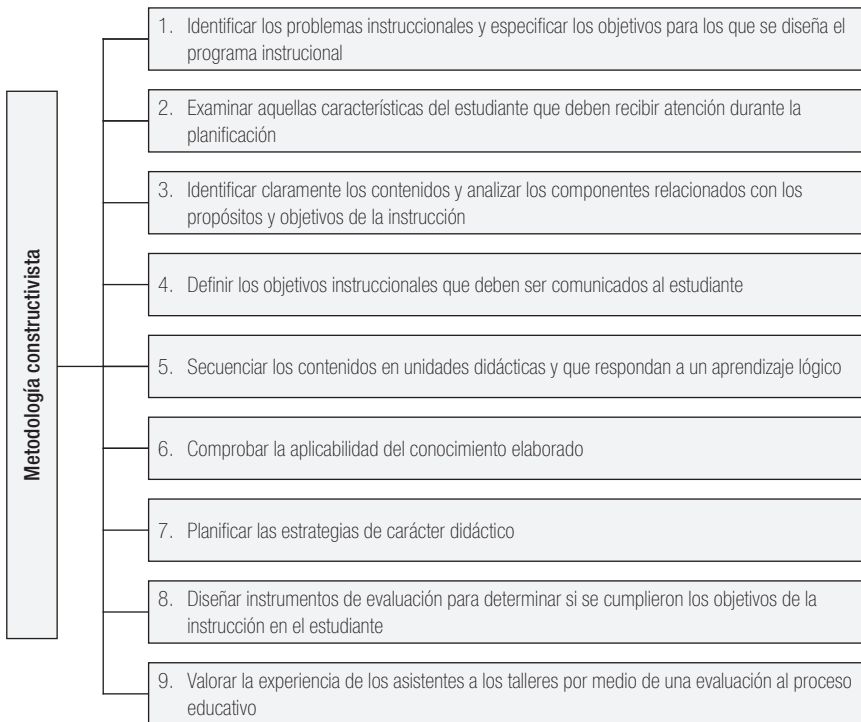 Metodología constructivista
1. Identificar los problemas instruccionales y especificar los objetivos para los que se diseña el
programa instrucional
2. Examinar aquellas características del estudiante que deben recibir atención durante la
planificación
3. Identificar claramente los contenidos y analizar los componentes relacionados con los
propósitos y objetivos de la instrucción
4. Definir los objetivos instruccionales que deben ser comunicados al estudiante
5. Secuenciar los contenidos en unidades didácticas y que respondan a un aprendizaje lógico
6. Comprobar la aplicabilidad del conocimiento elaborado
7. Planificar las estrategias de carácter didáctico
8. Diseñar instrumentos de evaluación para determinar si se cumplieron los objetivos de la
instrucción en el estudiante
9. Valorar la experiencia de los asistentes a los talleres por medio de una evaluación al proceso
educativo